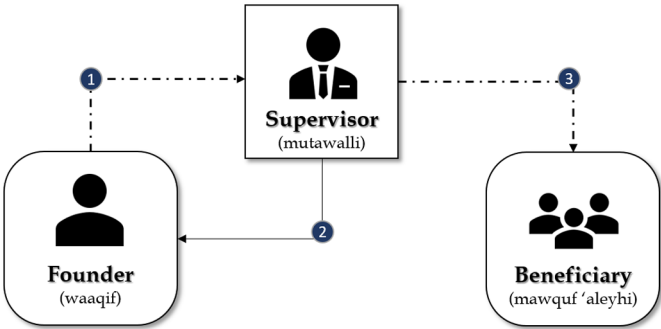 1
3
Supervisor
(mutawalli)
2
Founder
(waaqif)
Beneficiary
(mawquf ‘aleyhi)